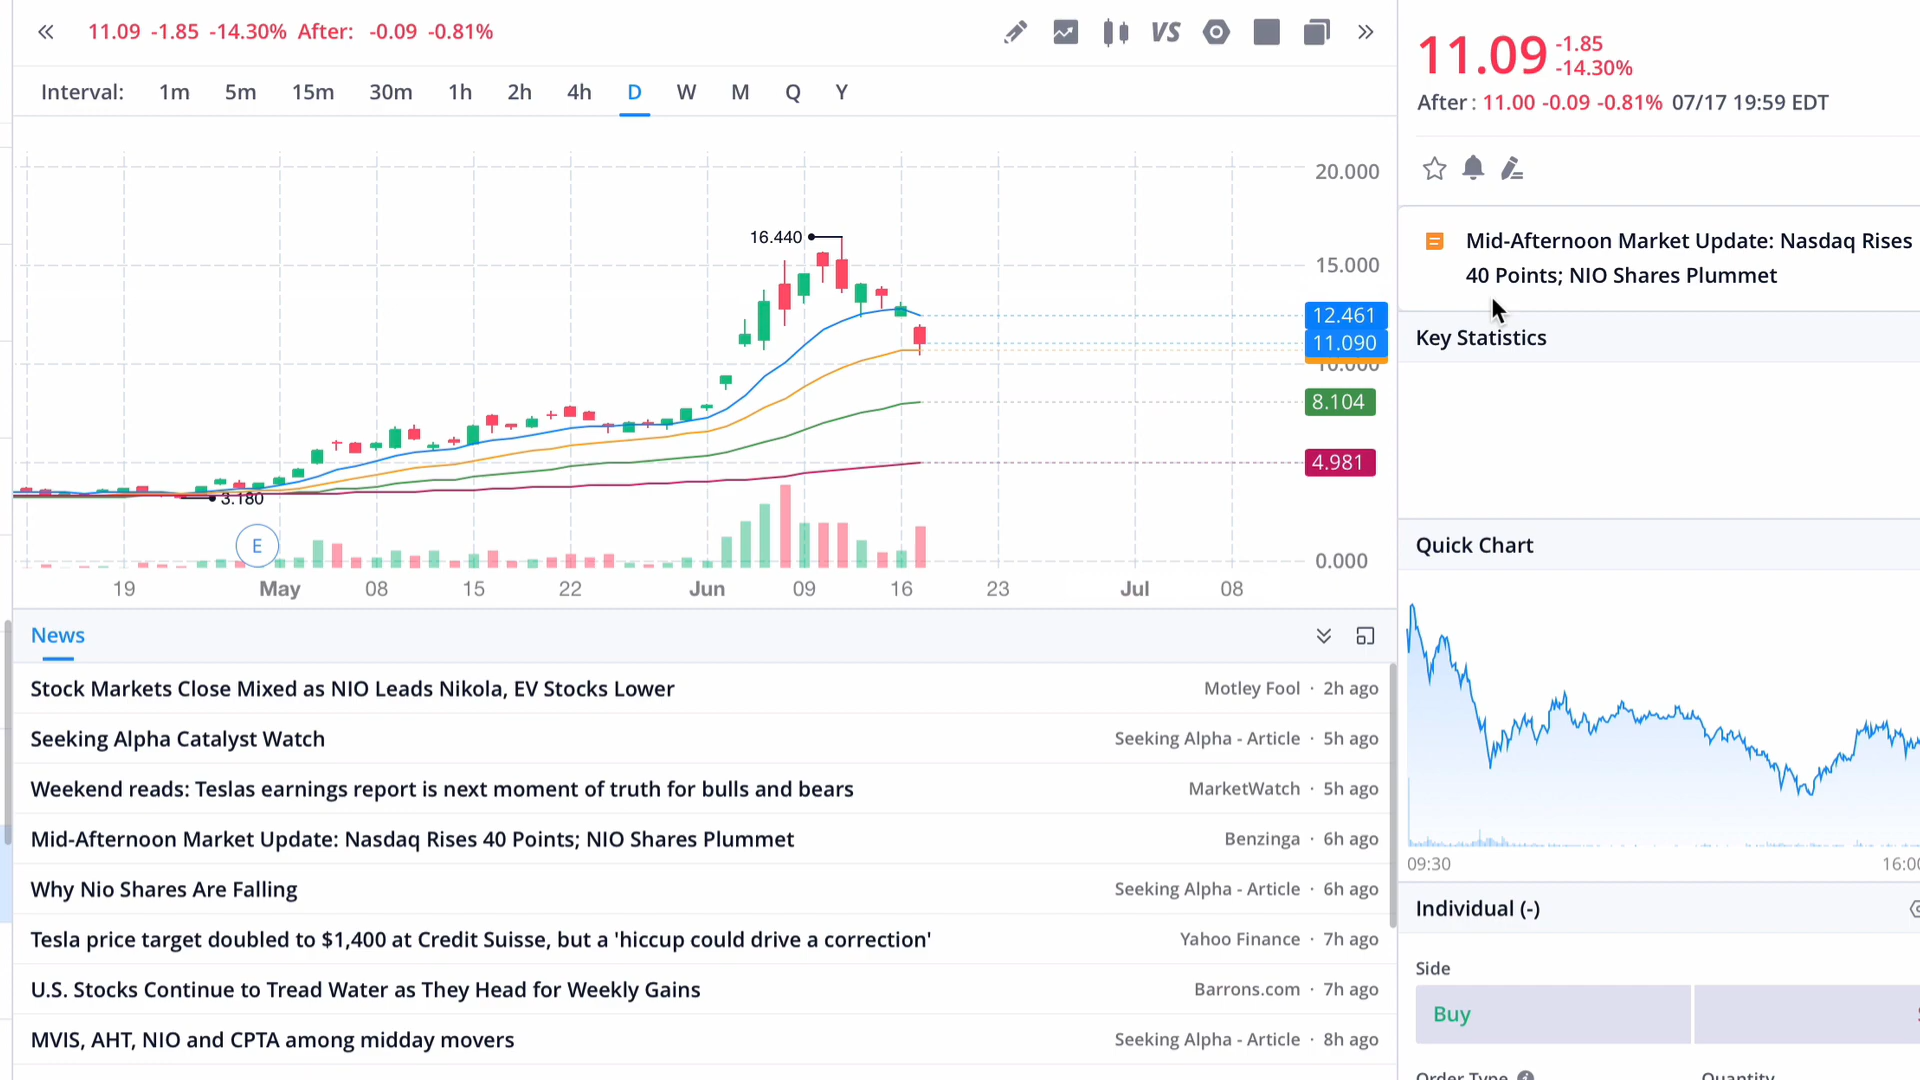 11.09 -1.85 -14.30% After: -0.09 -0.81%
VS
Interval: 1m 5m 15m 30m 1h 2h 4h D W M Q Y
20.000
16.440
15.000
12.461
11.090
10.000
8.104
4.981
3.180
E
0.000
19 May 08 15 22 Jun 09 16 23 Jul 08
News
Stock Markets Close Mixed as NIO Leads Nikola, EV Stocks Lower Motley Fool · 2h ago
Seeking Alpha Catalyst Watch Seeking Alpha - Article · 5h ago
Weekend reads: Teslas earnings report is next moment of truth for bulls and bears MarketWatch · 5h ago
Mid-Afternoon Market Update: Nasdaq Rises 40 Points; NIO Shares Plummet Benzinga · 6h ago
Why Nio Shares Are Falling Seeking Alpha - Article · 6h ago
Tesla price target doubled to $1,400 at Credit Suisse, but a 'hiccup could drive a correction' Yahoo Finance · 7h ago
U.S. Stocks Continue to Tread Water as They Head for Weekly Gains Barrons.com · 7h ago
MVIS, AHT, NIO and CPTA among midday movers Seeking Alpha - Article · 8h ago
11.09 -1.85
-14.30%
After : 11.00 -0.09 -0.81% 07/17 19:59 EDT
Mid-Afternoon Market Update: Nasdaq Rises
40 Points; NIO Shares Plummet
Key Statistics
Quick Chart
09:30 16:00
Individual (-)
Side
Buy
Order Type Quantity